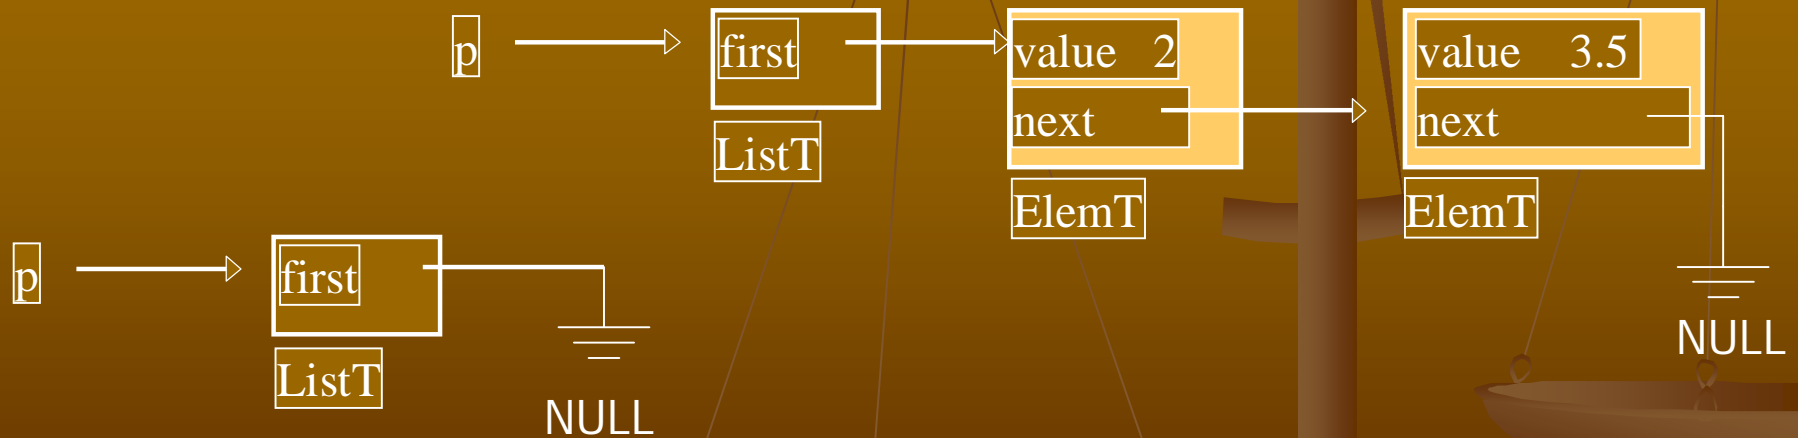 p
first
value 2
next
ListT
ElemT
value 3.5
next
ElemT
NULL
p
first
ListT
NULL